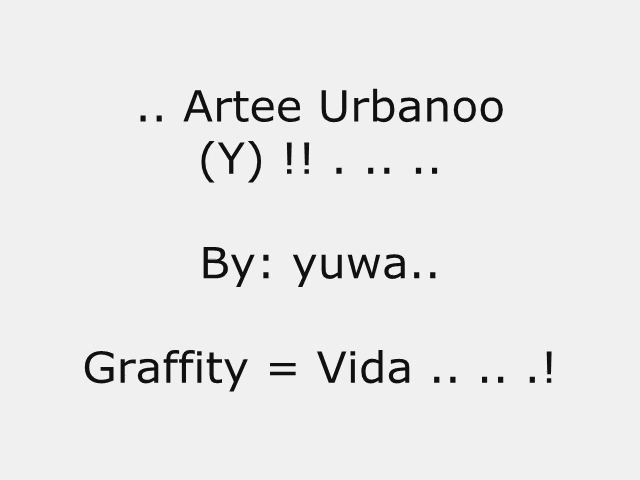 .. Artee Urbanoo
(Y) !! . .. ..
By: yuwa..
Graffity = Vida .. .. .!